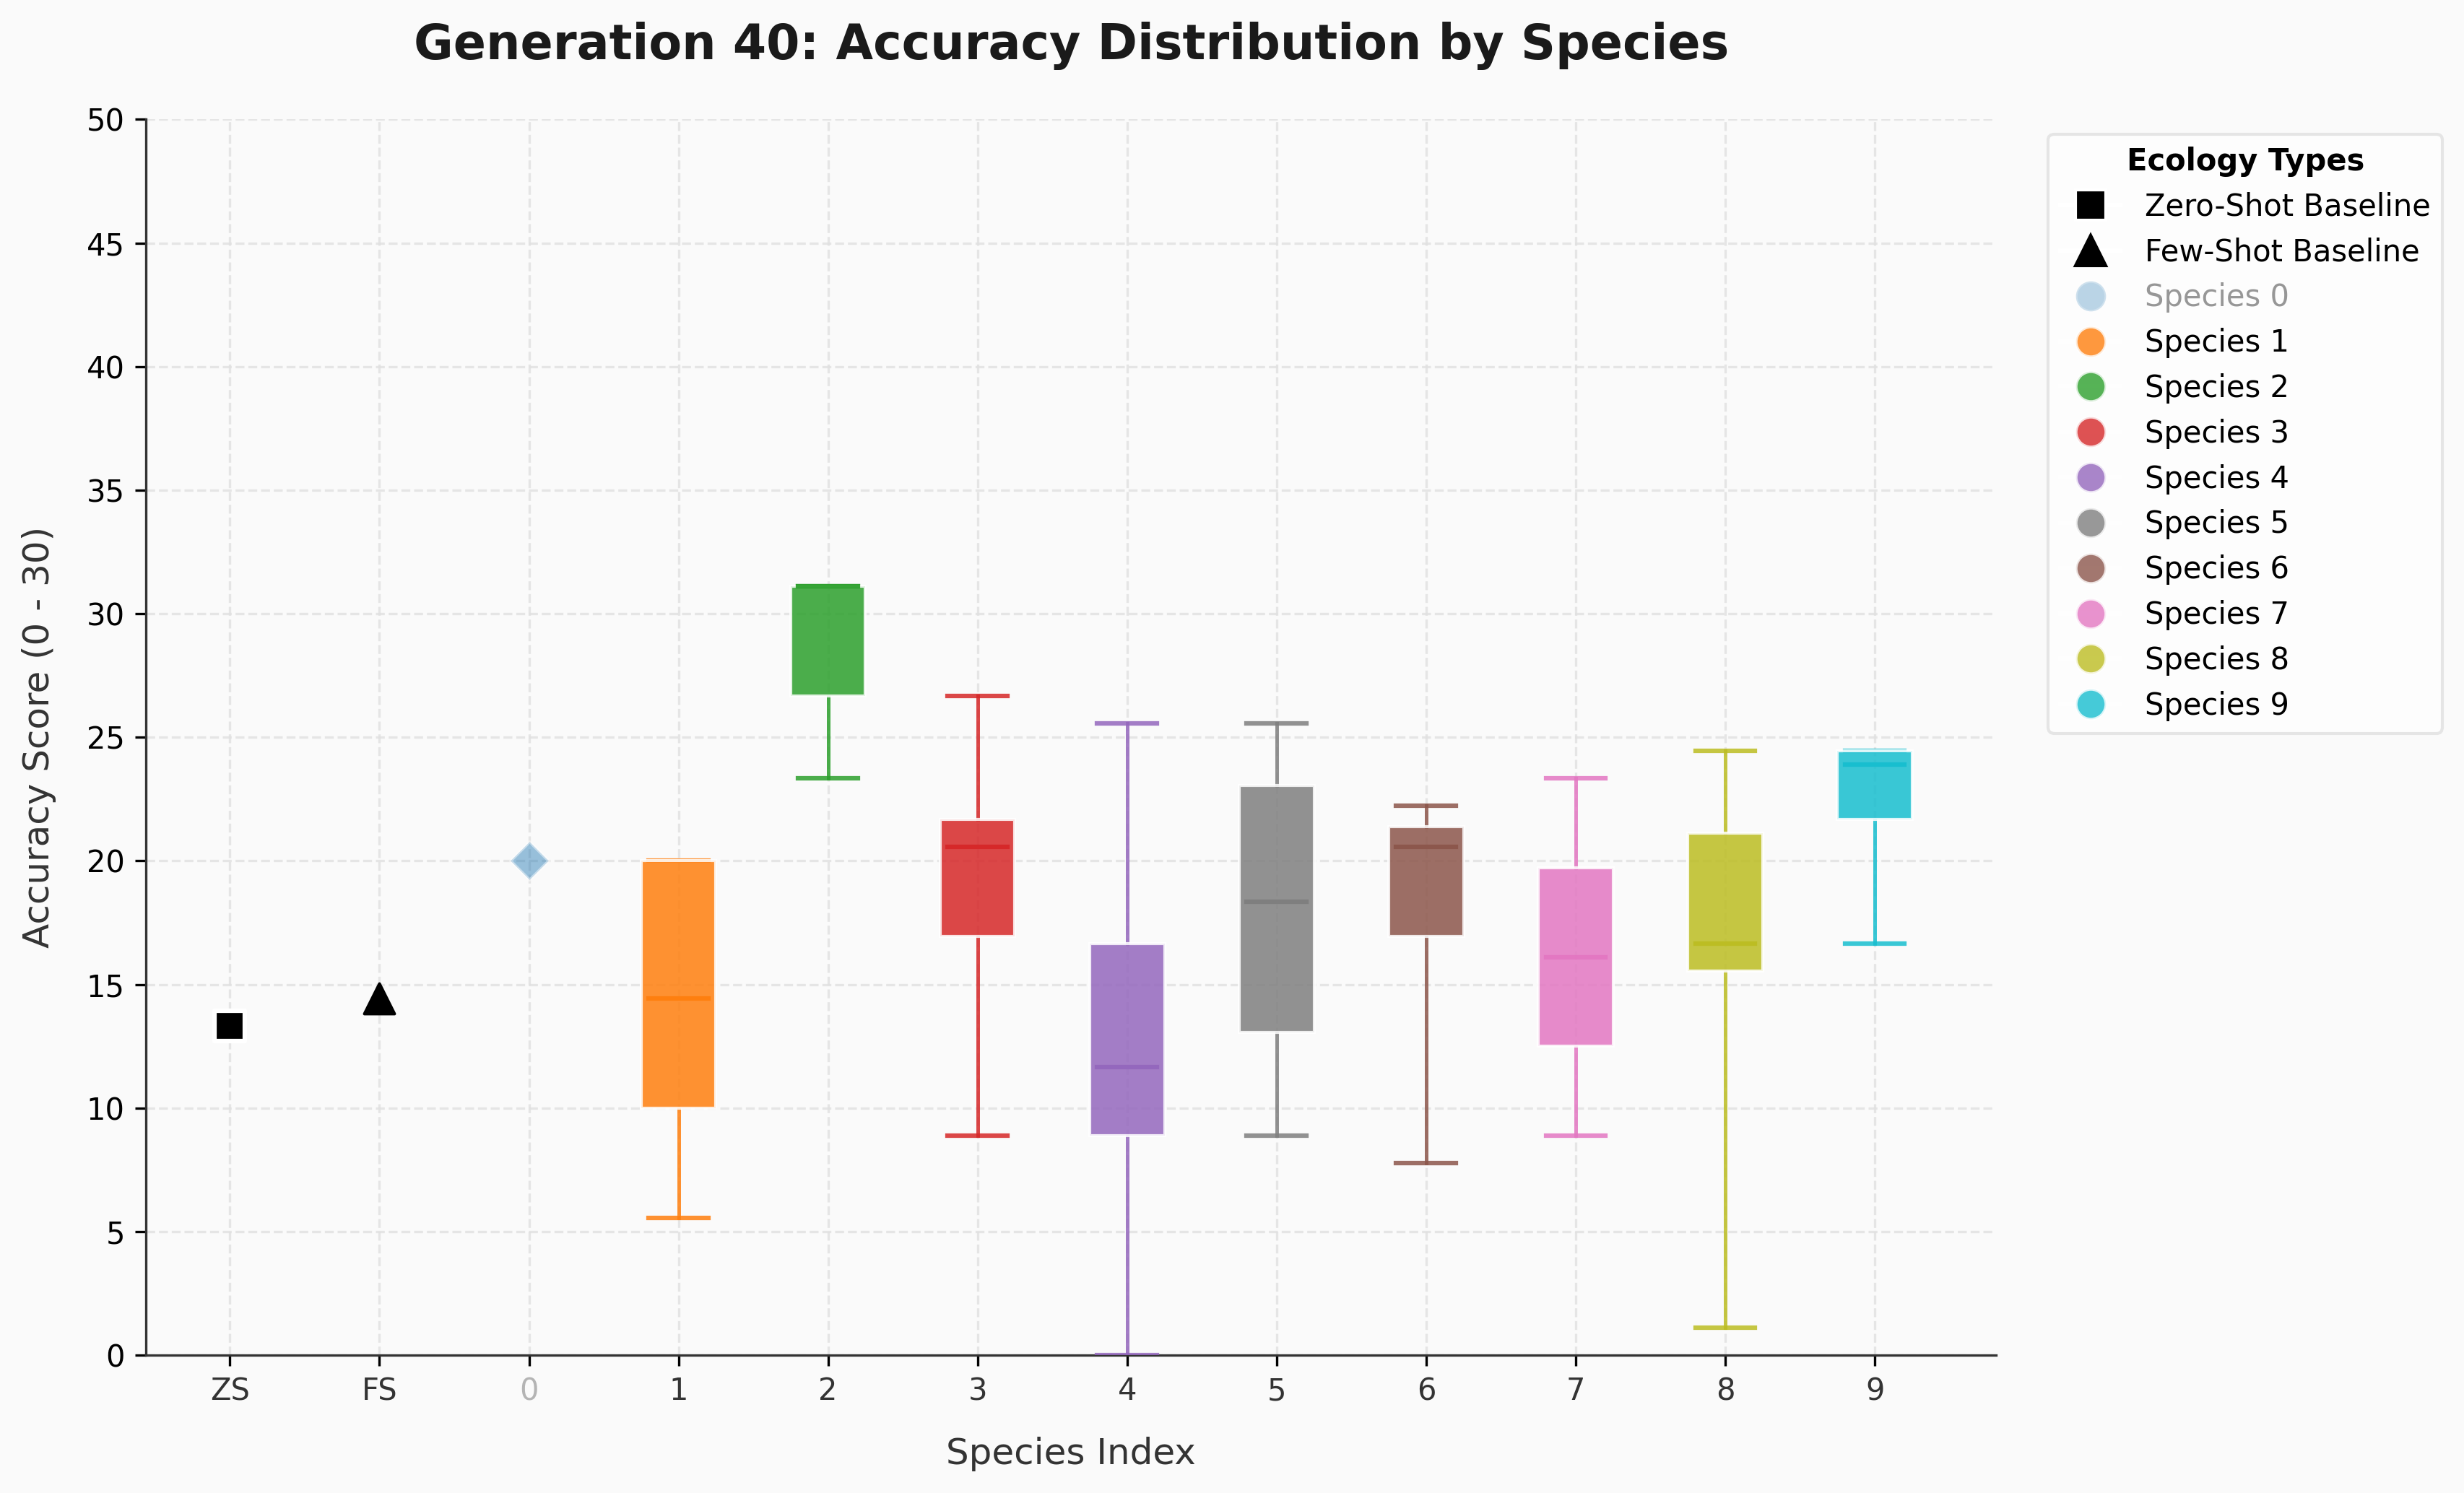 Generation 40: Accuracy Distribution by Species
50
45
40
35
30
25
20
15
10
5
0
Accuracy Score (0 - 30)
ZS FS 0 1 2 3 4 5 6 7 8 9
Species Index
Ecology Types
Zero-Shot Baseline
Few-Shot Baseline
Species 0
Species 1
Species 2
Species 3
Species 4
Species 5
Species 6
Species 7
Species 8
Species 9